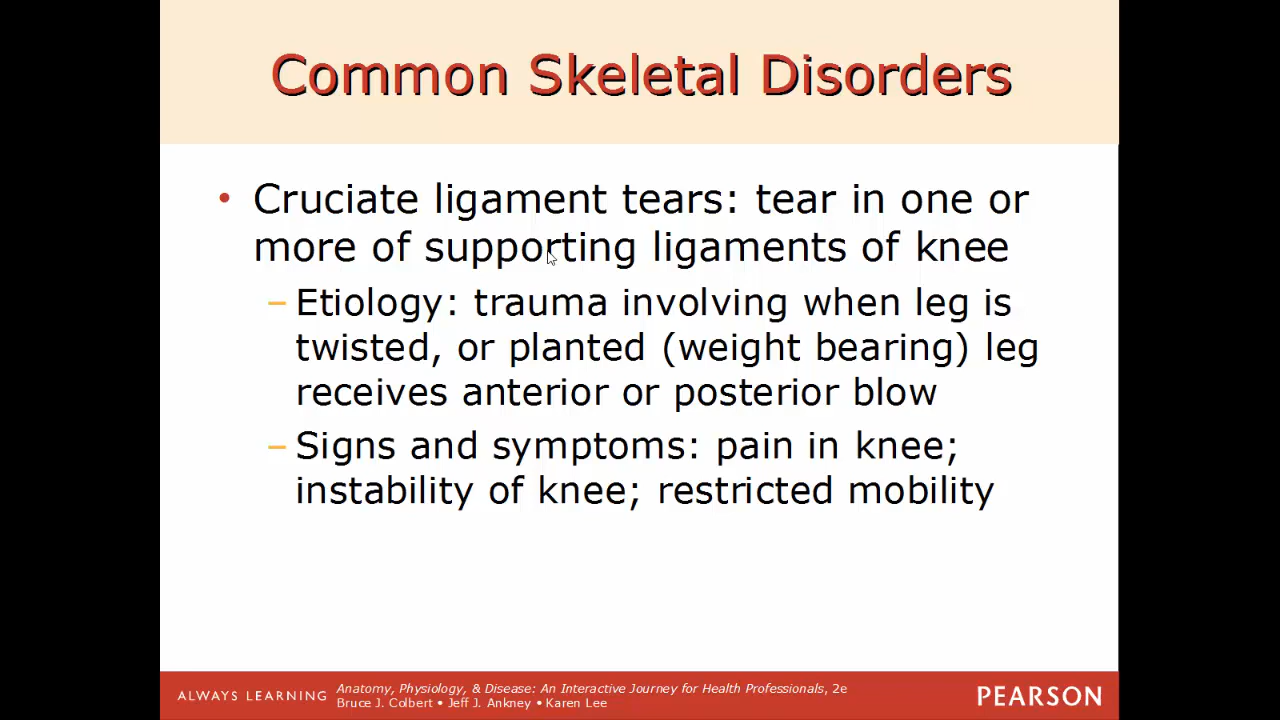 Common Skeletal Disorders
• Cruciate ligament tears: tear in one or
more of supporting ligaments of knee
– Etiology: trauma involving when leg is
twisted, or planted (weight bearing) leg
receives anterior or posterior blow
– Signs and symptoms: pain in knee;
instability of knee; restricted mobility
ALWAYS LEARNING
Anatomy, Physiology, & Disease: An Interactive Journey for Health Professionals, 2e
Bruce J. Colbert • Jeff J. Ankney • Karen Lee
PEARSON